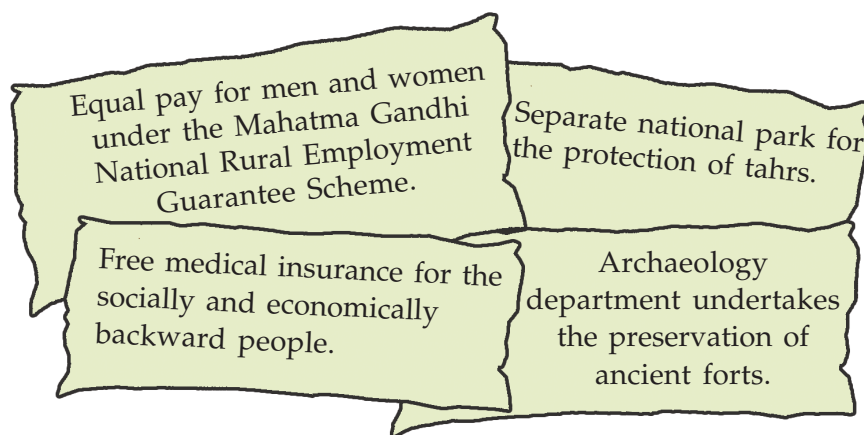 Equal pay for men and women
under the Mahatma Gandhi
National Rural Employment
Guarantee Scheme.
Separate national park for
the protection of tahrs.
Free medical insurance for the
socially and economically
backward people.
Archaeology
department undertakes
the preservation of
ancient forts.